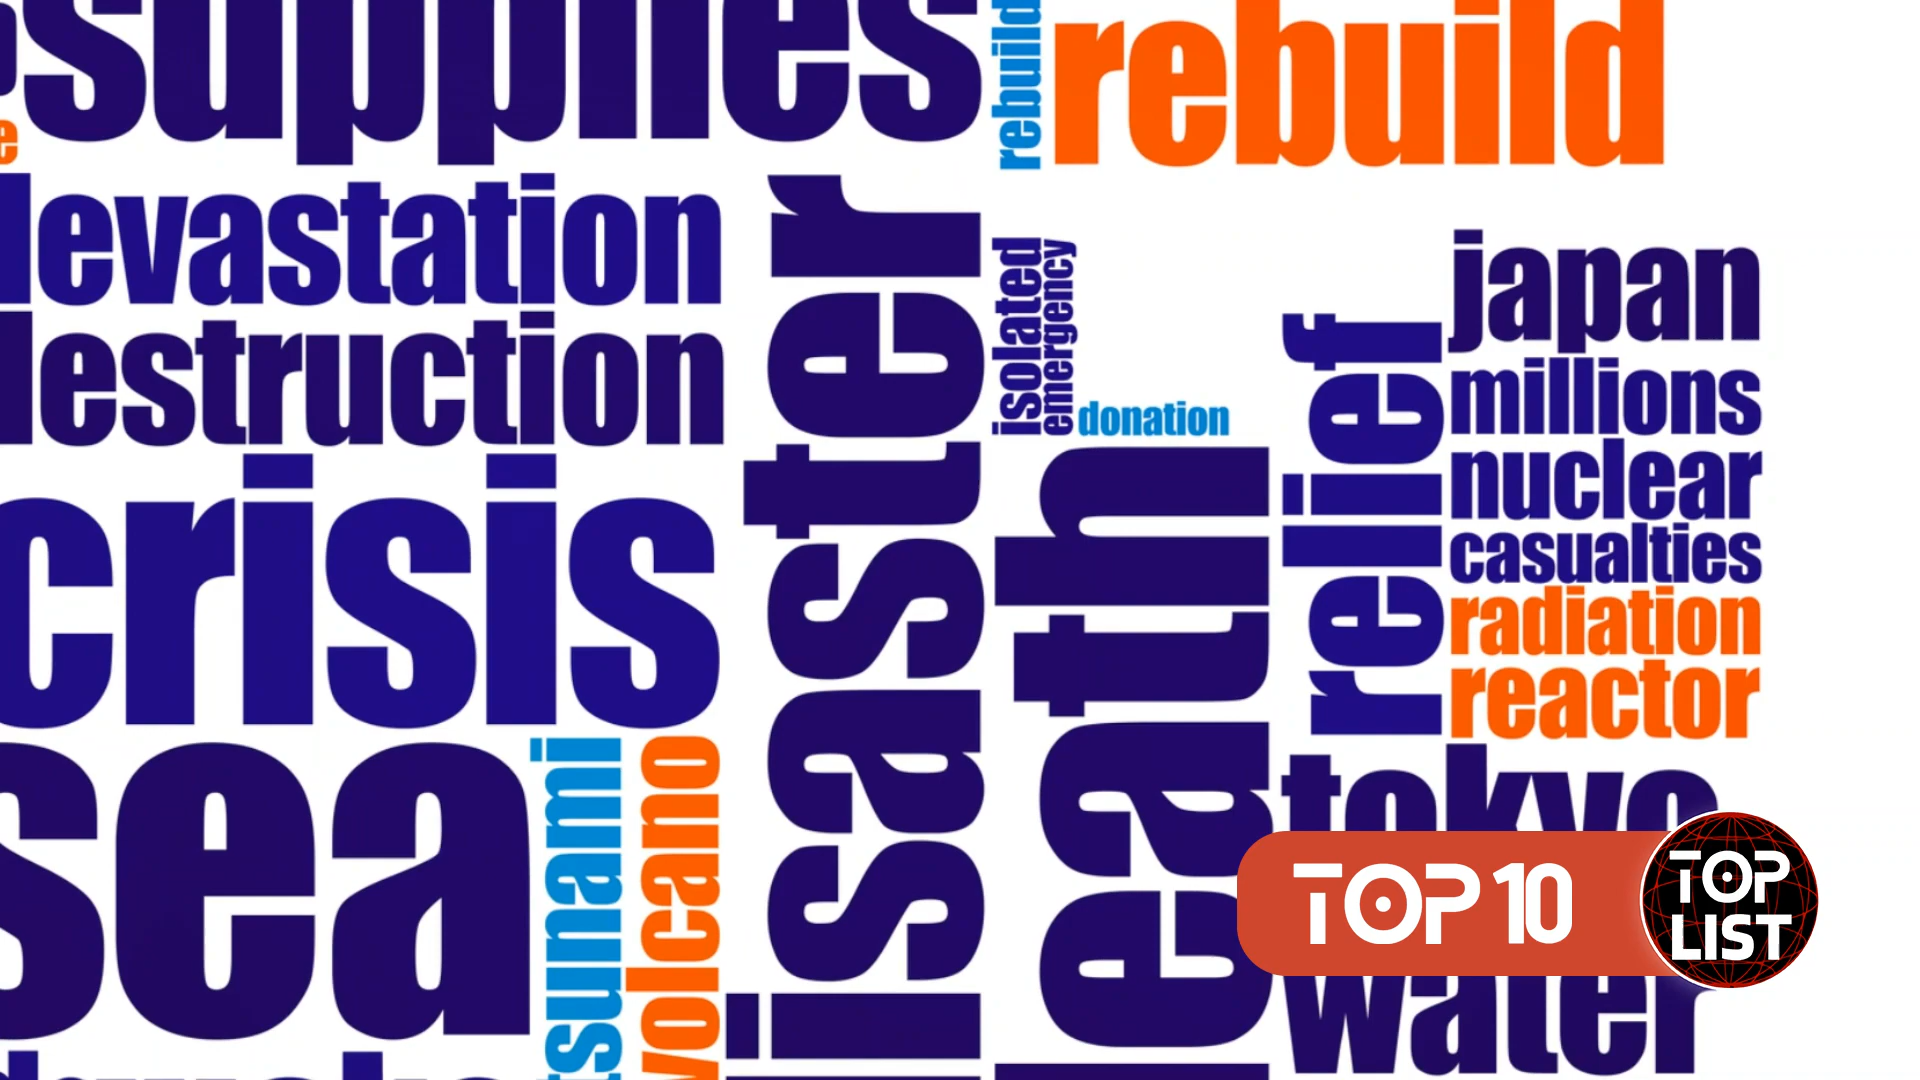 supplies
rebuild
rebuild
e
devastation
destruction
crisis
sea
tsunami
volcano
disaster
isolated
emergency
donation
death
relief
japan
millions
nuclear
casualties
radiation
reactor
tokyo
water
TOP 10
TOP
LIST